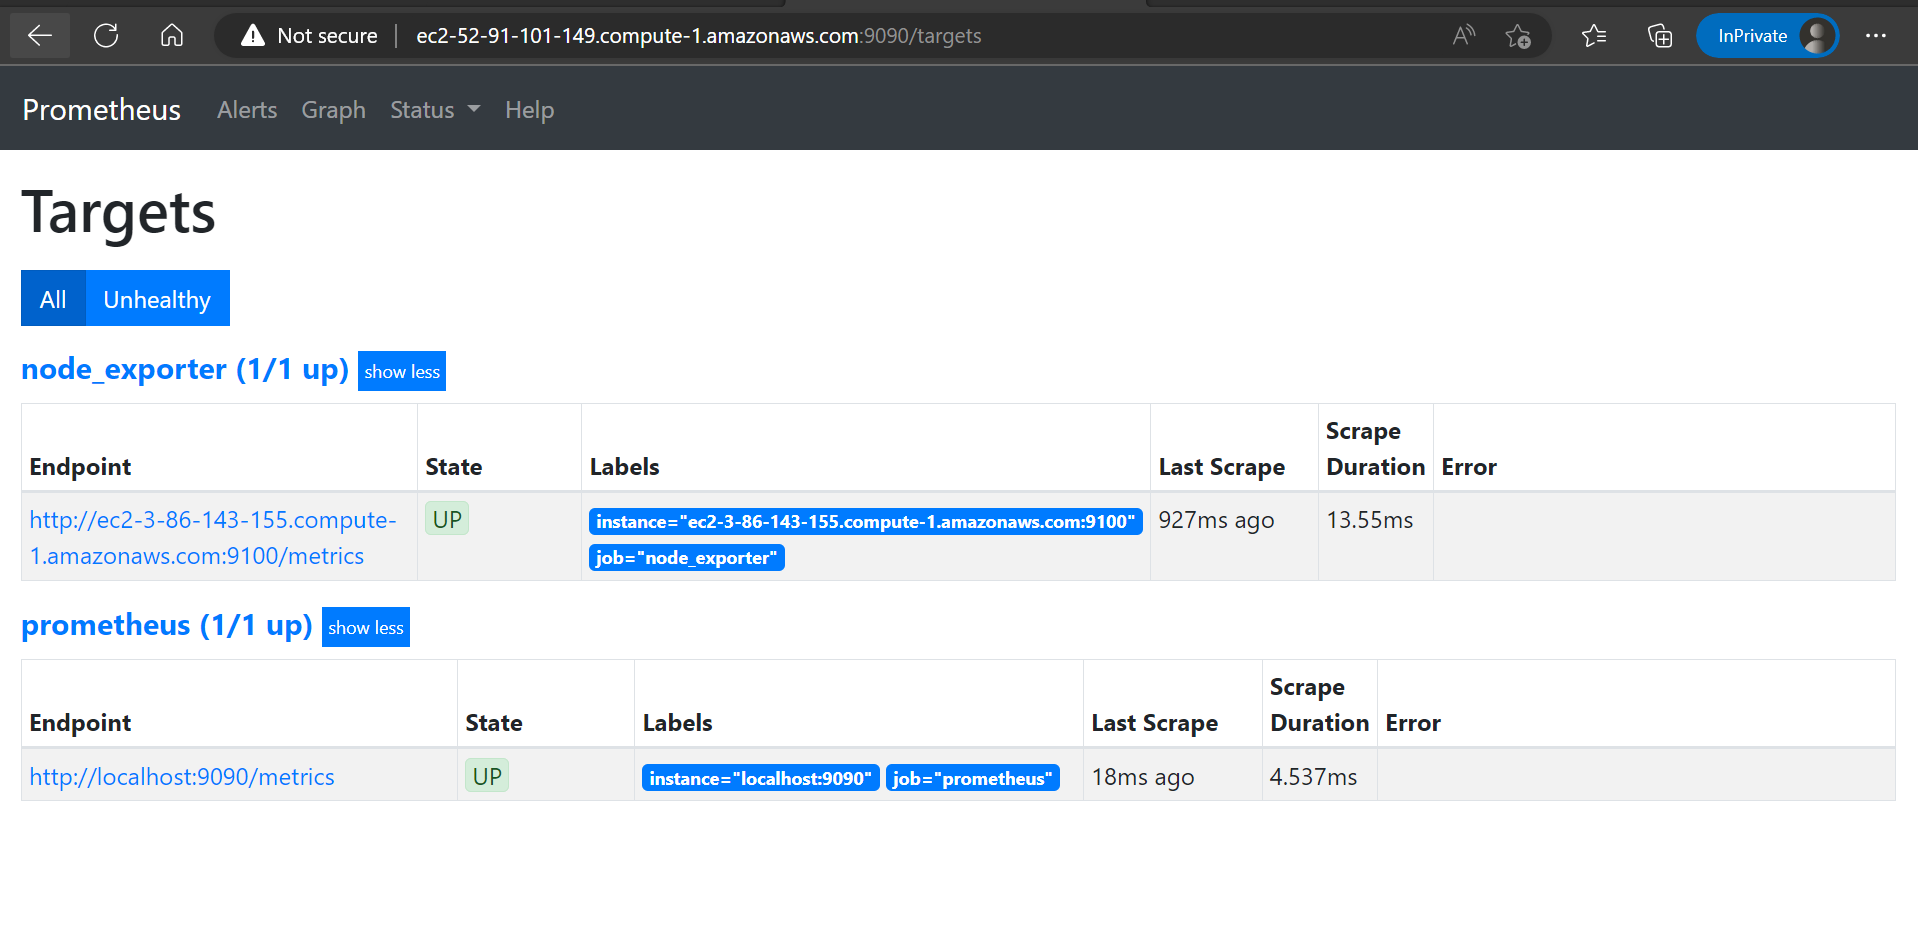 Not secure ec2-52-91-101-149.compute-1.amazonaws.com:9090/targets InPrivate
Prometheus Alerts Graph Status Help
Targets
All Unhealthy
node_exporter (1/1 up) show less
Endpoint State Labels Last Scrape Scrape Duration Error
http://ec2-3-86-143-155.compute-
1.amazonaws.com:9100/metrics
UP
instance="ec2-3-86-143-155.compute-1.amazonaws.com:9100"
job="node_exporter"
927ms ago
13.55ms
prometheus (1/1 up) show less
Endpoint State Labels Last Scrape Scrape Duration Error
http://localhost:9090/metrics UP instance="localhost:9090" job="prometheus" 18ms ago 4.537ms